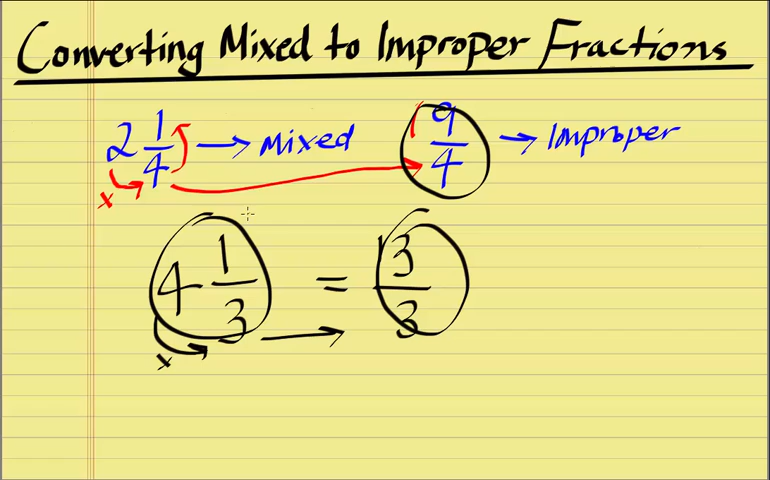 Converting Mixed to Improper Fractions
2 1/4 → Mixed 9/4 → Improper
x
4 1/3 = 13/3
x →